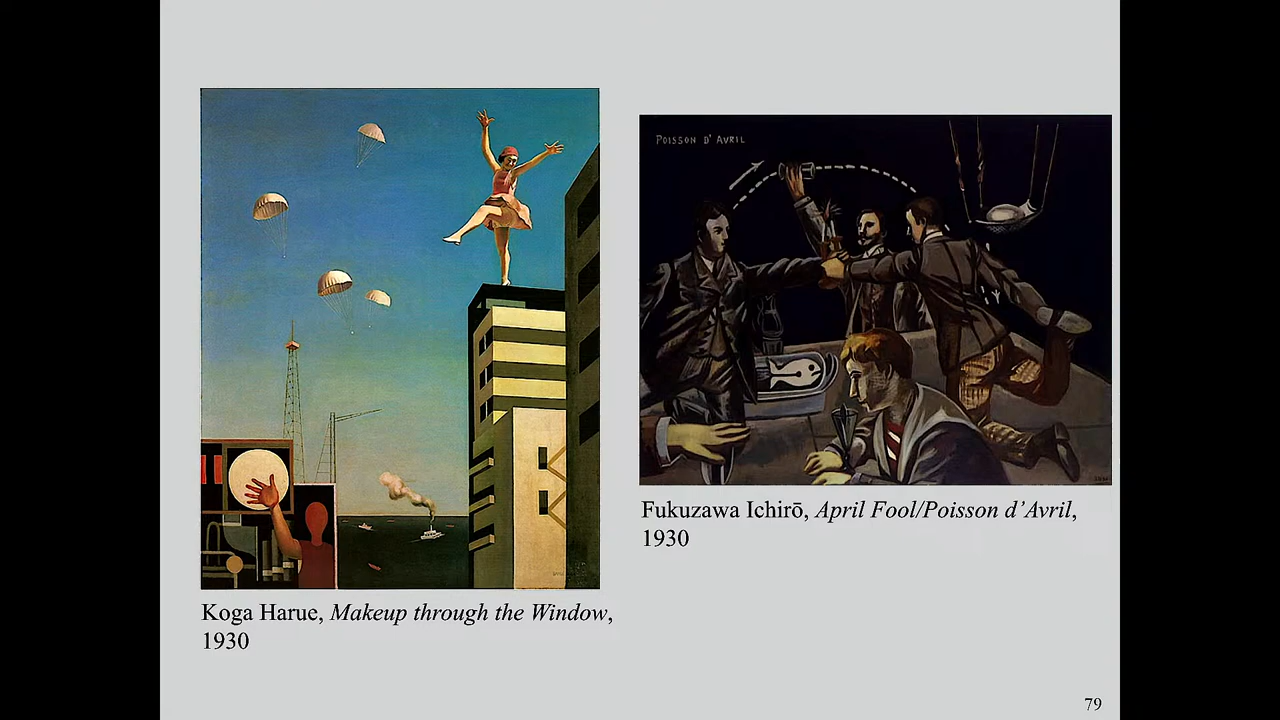 POISSON D' AVRIL
Fukuzawa Ichirō, April Fool/Poisson d'Avril,
1930
Koga Harue, Makeup through the Window,
1930
79